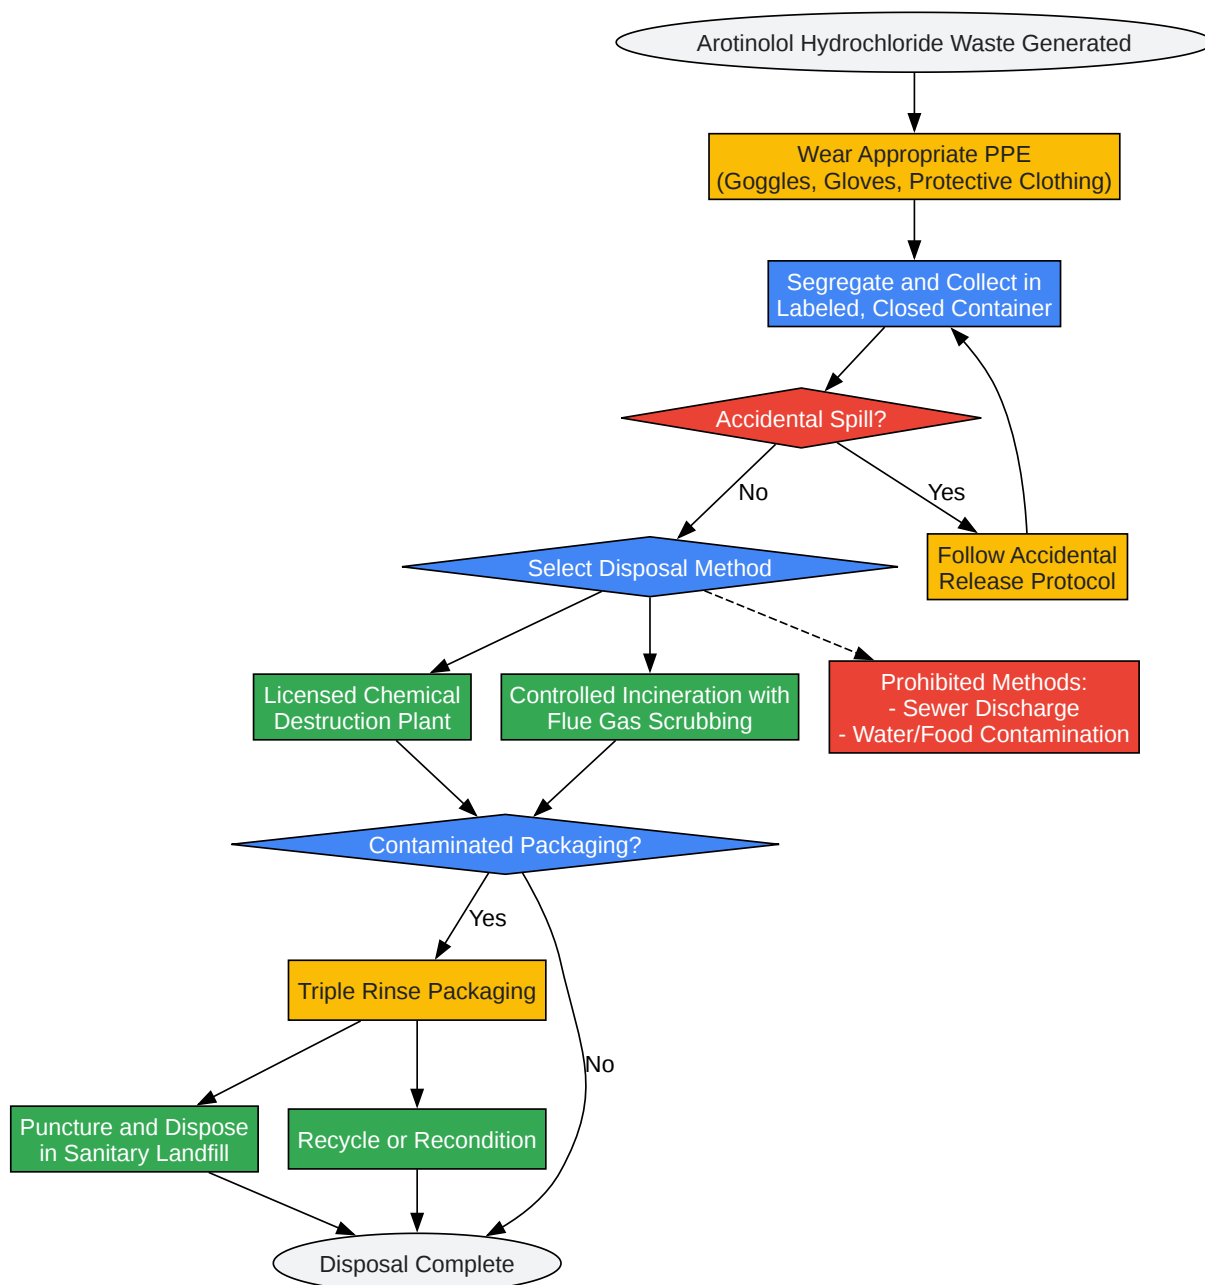 Arotinolol Hydrochloride Waste Generated
Wear Appropriate PPE
(Goggles, Gloves, Protective Clothing)
Segregate and Collect in
Labeled, Closed Container
Accidental Spill?
No
Yes
Select Disposal Method
Follow Accidental
Release Protocol
Licensed Chemical
Destruction Plant
Controlled Incineration with
Flue Gas Scrubbing
Prohibited Methods:
- Sewer Discharge
- Water/Food Contamination
Contaminated Packaging?
Yes
Triple Rinse Packaging
No
Puncture and Dispose
in Sanitary Landfill
Recycle or Recondition
Disposal Complete